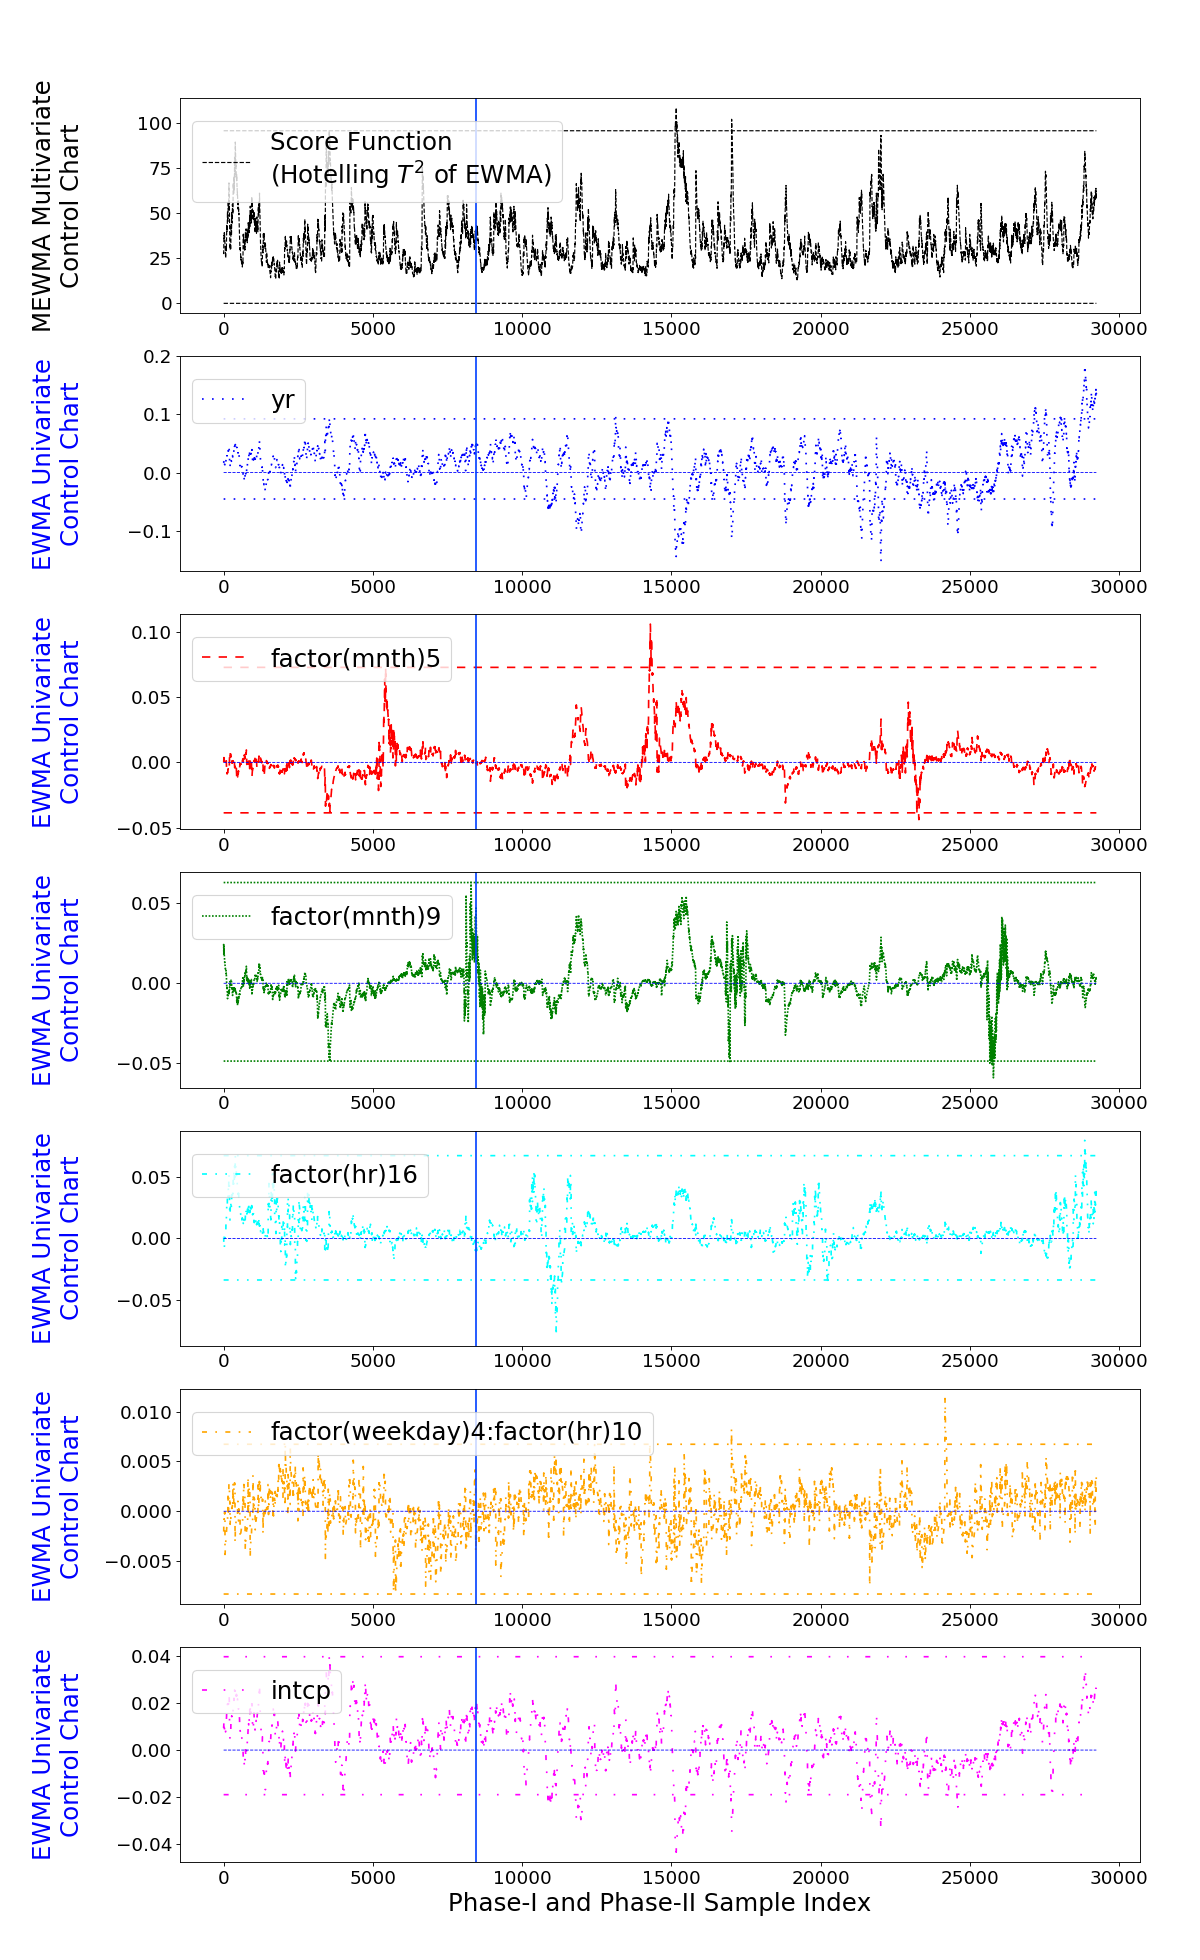 MEWMA Multivariate
Control Chart
100
75
50
25
0
Score Function
(Hotelling T² of EWMA)
0 5000 10000 15000 20000 25000 30000
EWMA Univariate
Control Chart
0.2
0.1
0.0
−0.1
yr
0 5000 10000 15000 20000 25000 30000
EWMA Univariate
Control Chart
0.10
0.05
0.00
−0.05
factor(mnth)5
0 5000 10000 15000 20000 25000 30000
EWMA Univariate
Control Chart
0.05
0.00
−0.05
factor(mnth)9
0 5000 10000 15000 20000 25000 30000
EWMA Univariate
Control Chart
0.05
0.00
−0.05
factor(hr)16
0 5000 10000 15000 20000 25000 30000
EWMA Univariate
Control Chart
0.010
0.005
0.000
−0.005
factor(weekday)4:factor(hr)10
0 5000 10000 15000 20000 25000 30000
EWMA Univariate
Control Chart
0.04
0.02
0.00
−0.02
−0.04
intcp
0 5000 10000 15000 20000 25000 30000
Phase-I and Phase-II Sample Index